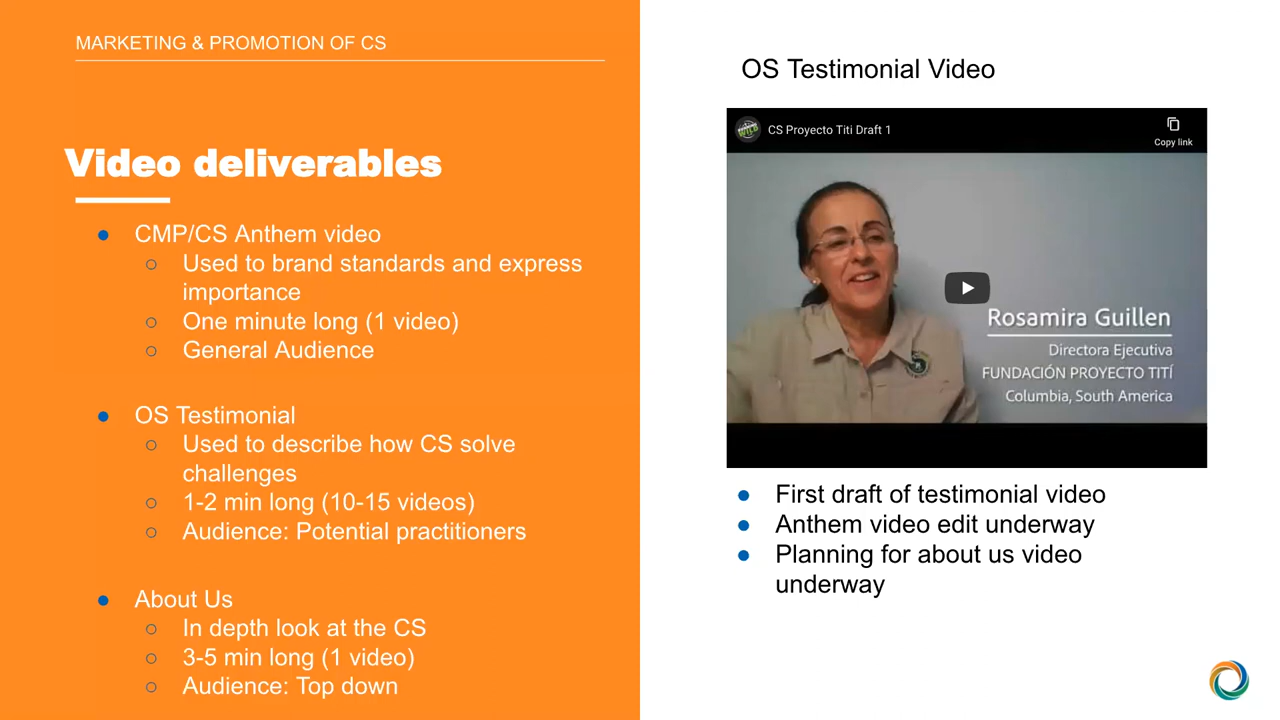 MARKETING & PROMOTION OF CS
Video deliverables
● CMP/CS Anthem video
○ Used to brand standards and express
importance
○ One minute long (1 video)
○ General Audience
● OS Testimonial
○ Used to describe how CS solve
challenges
○ 1-2 min long (10-15 videos)
○ Audience: Potential practitioners
● About Us
○ In depth look at the CS
○ 3-5 min long (1 video)
○ Audience: Top down
OS Testimonial Video
CS Proyecto Titi Draft 1
Copy link
Rosamira Guillen
Directora Ejecutiva
FUNDACIÓN PROYECTO TITÍ
Columbia, South America
● First draft of testimonial video
● Anthem video edit underway
● Planning for about us video
underway